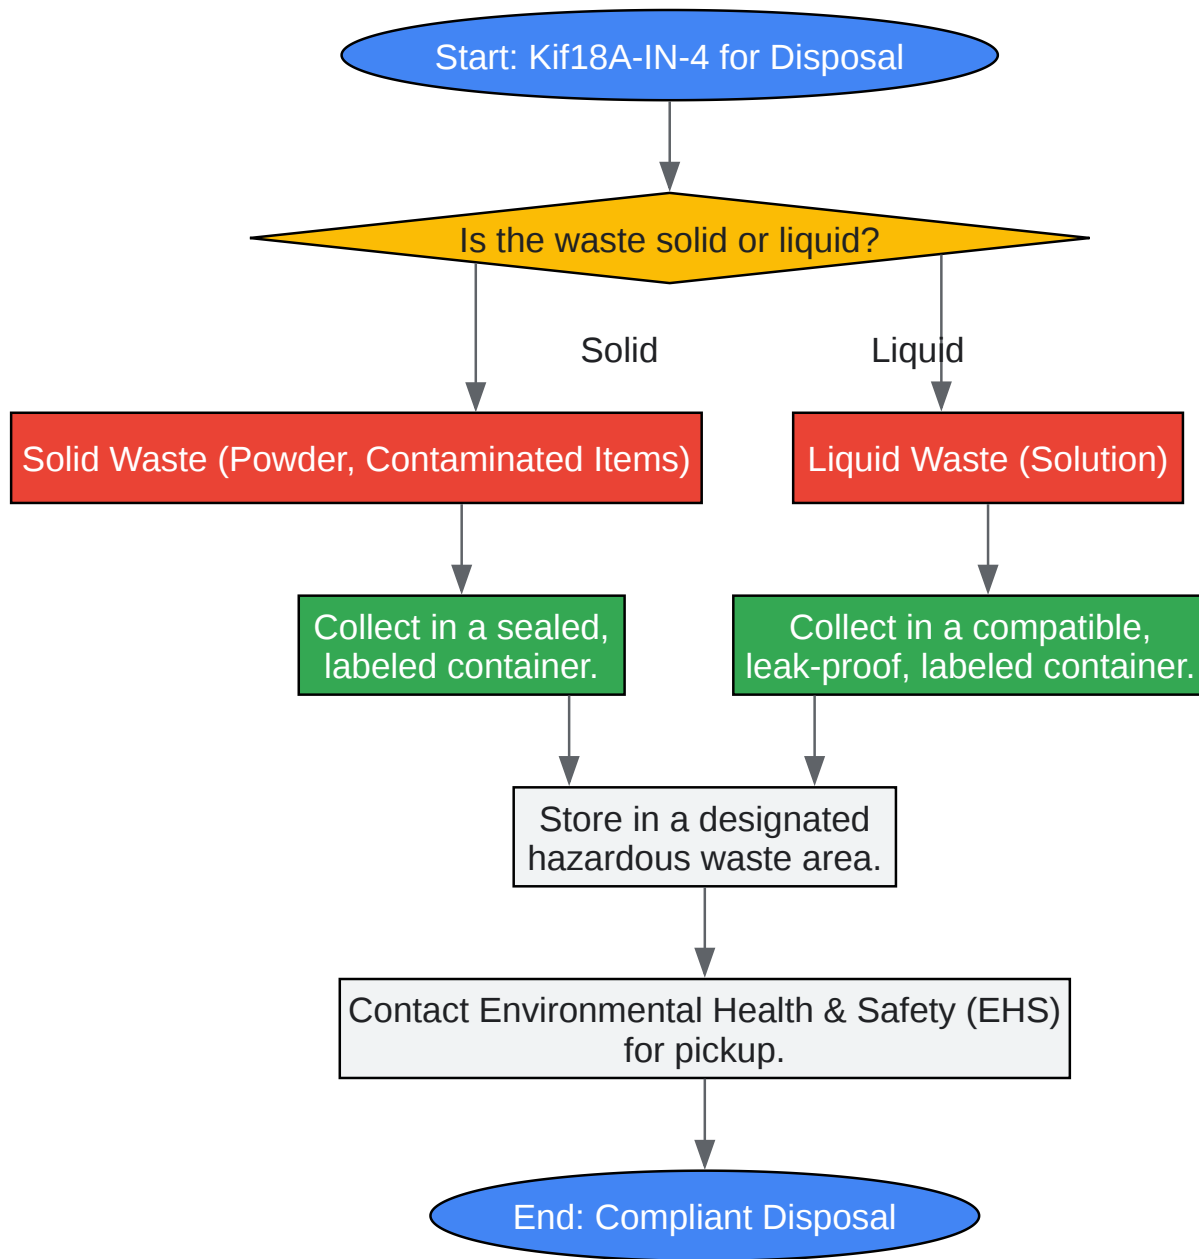 Start: Kif18A-IN-4 for Disposal
Is the waste solid or liquid?
Solid
Liquid
Solid Waste (Powder, Contaminated Items)
Liquid Waste (Solution)
Collect in a sealed,
labeled container.
Collect in a compatible,
leak-proof, labeled container.
Store in a designated
hazardous waste area.
Contact Environmental Health & Safety (EHS)
for pickup.
End: Compliant Disposal